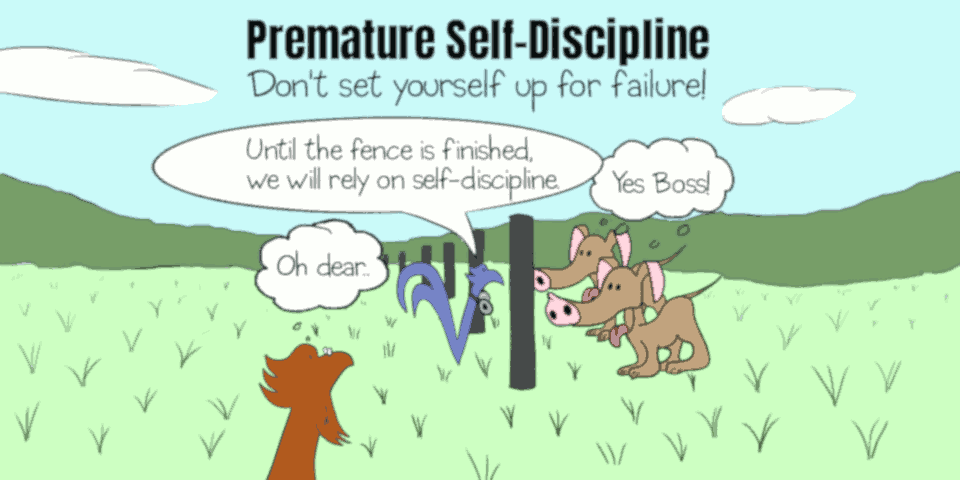 Premature Self-Discipline
Don't set yourself up for failure!
Until the fence is finished,
we will rely on self-discipline.
Yes Boss!
Oh dear..